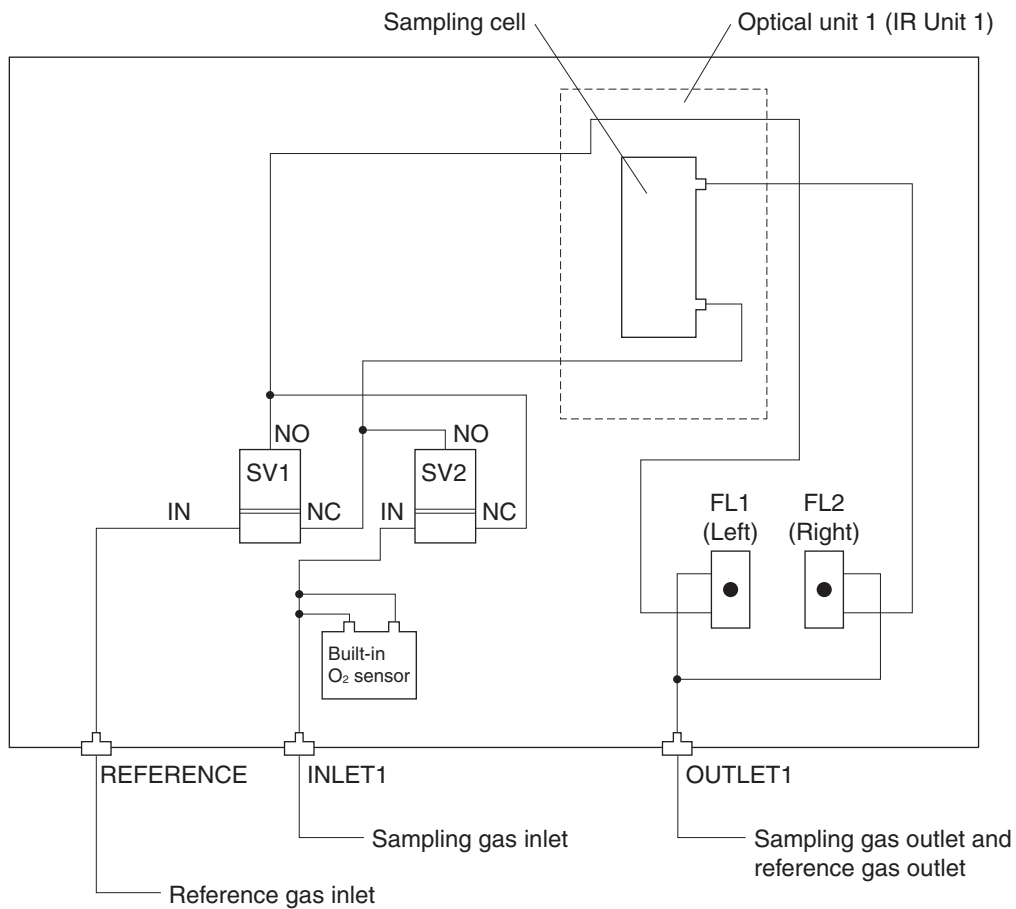 Sampling cell
Optical unit 1 (IR Unit 1)
NO
NO
SV1
SV2
IN
NC
IN
NC
FL1
(Left)
FL2
(Right)
Built-in
O₂ sensor
REFERENCE
INLET1
OUTLET1
Sampling gas inlet
Sampling gas outlet and
reference gas outlet
Reference gas inlet